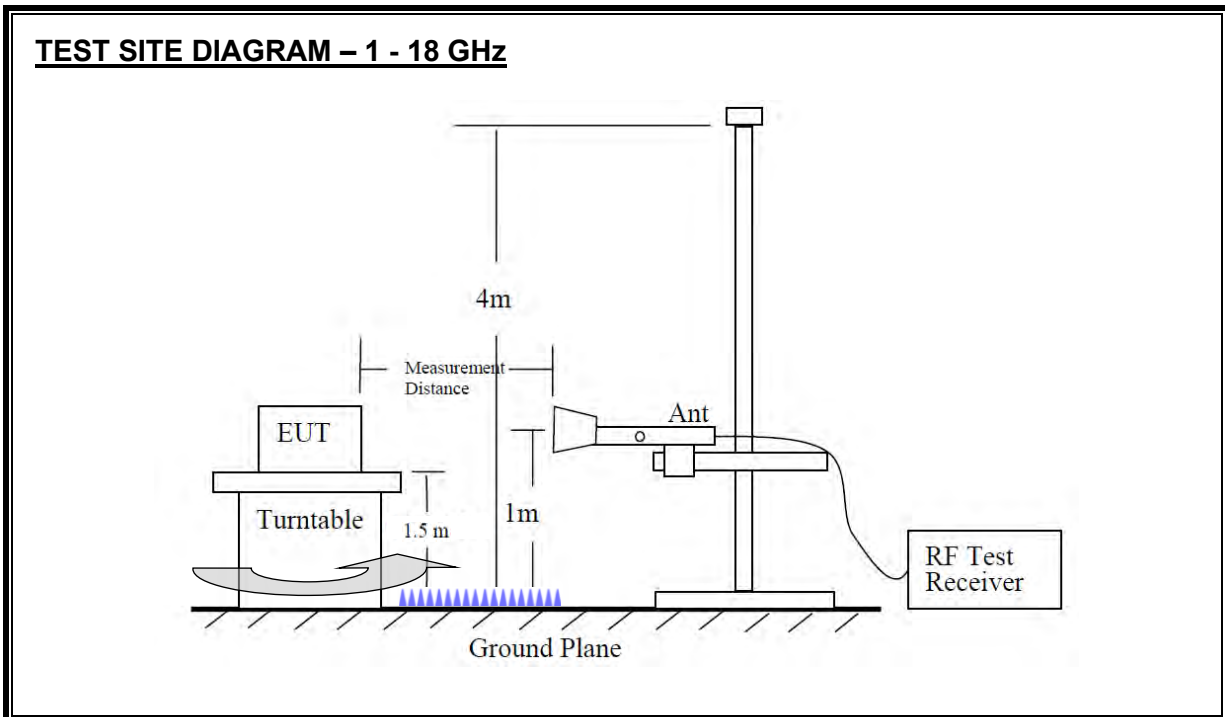 TEST SITE DIAGRAM – 1 - 18 GHz
4m
Measurement
Distance
Ant
EUT
Turntable
1.5 m
1m
RF Test
Receiver
Ground Plane